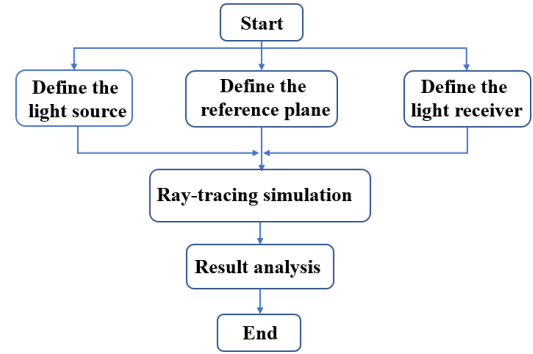 Start
Define the
light source
Define the
reference plane
Define the
light receiver
Ray-tracing simulation
Result analysis
End